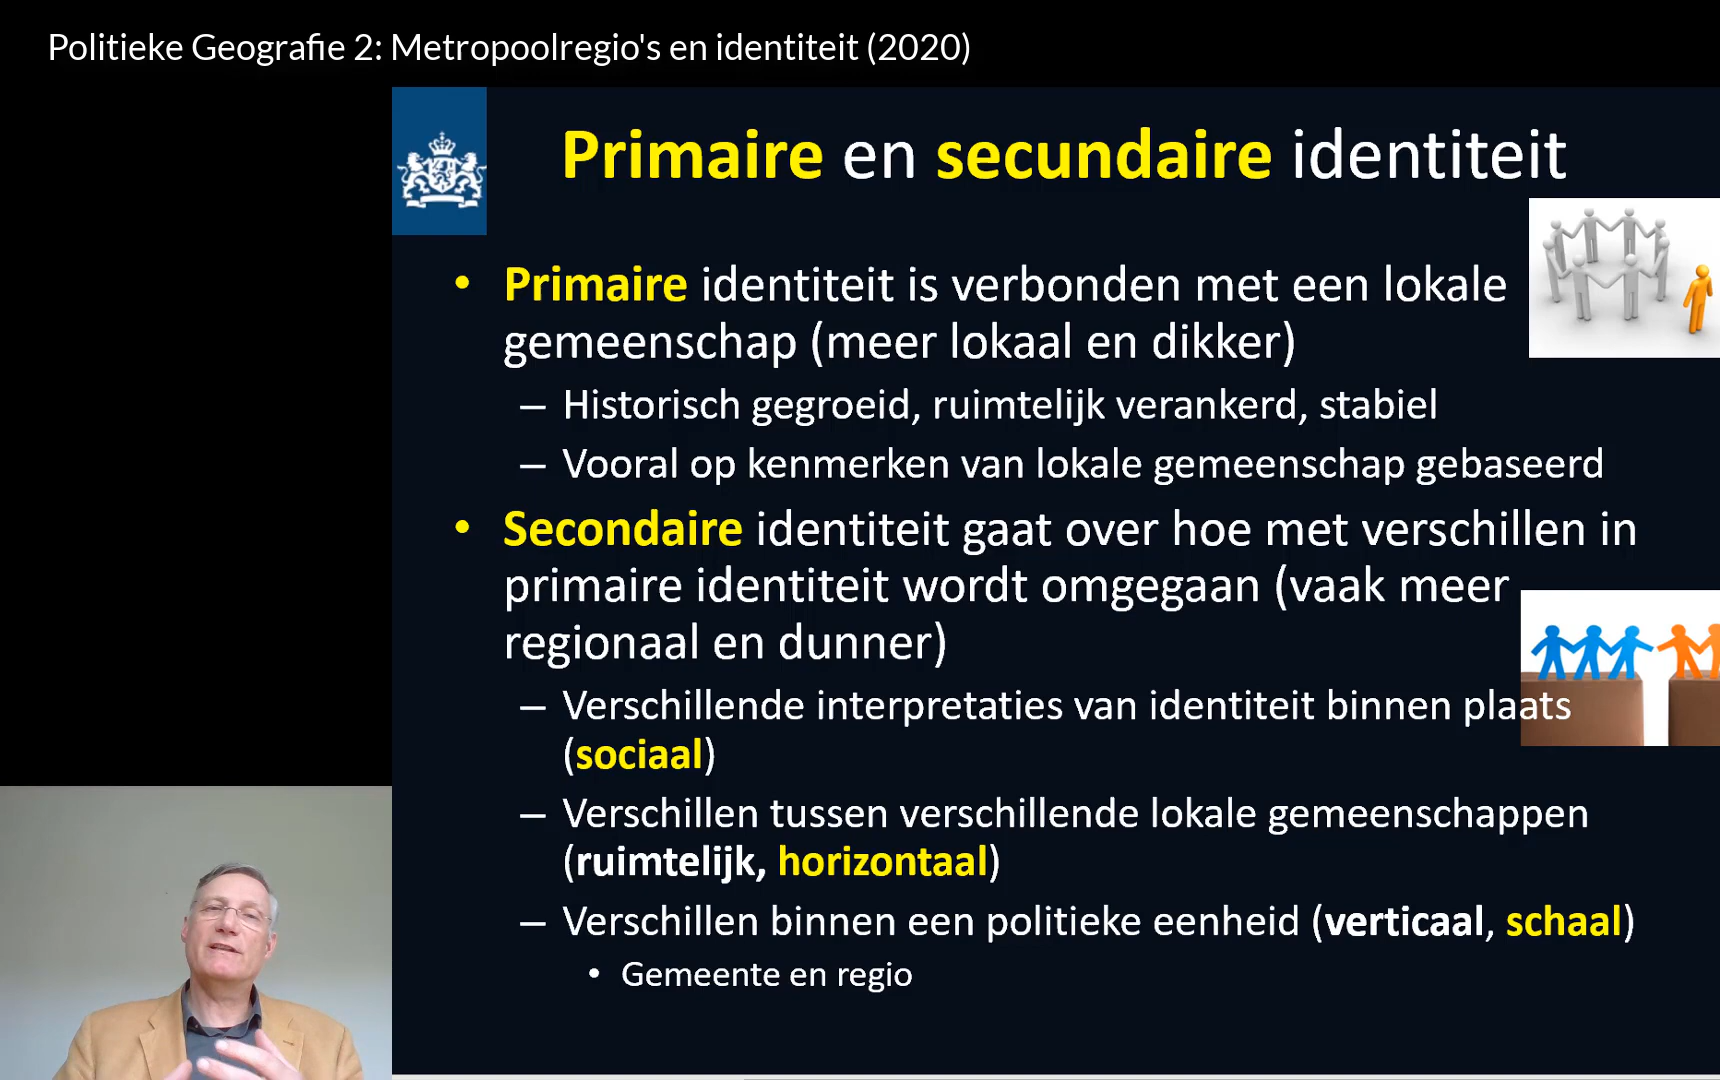 Politieke Geografie 2: Metropoolregio's en identiteit (2020)
Primaire en secundaire identiteit
• Primaire identiteit is verbonden met een lokale
gemeenschap (meer lokaal en dikker)
– Historisch gegroeid, ruimtelijk verankerd, stabiel
– Vooral op kenmerken van lokale gemeenschap gebaseerd
• Secondaire identiteit gaat over hoe met verschillen in
primaire identiteit wordt omgegaan (vaak meer
regionaal en dunner)
– Verschillende interpretaties van identiteit binnen plaats
(sociaal)
– Verschillen tussen verschillende lokale gemeenschappen
(ruimtelijk, horizontaal)
– Verschillen binnen een politieke eenheid (verticaal, schaal)
• Gemeente en regio